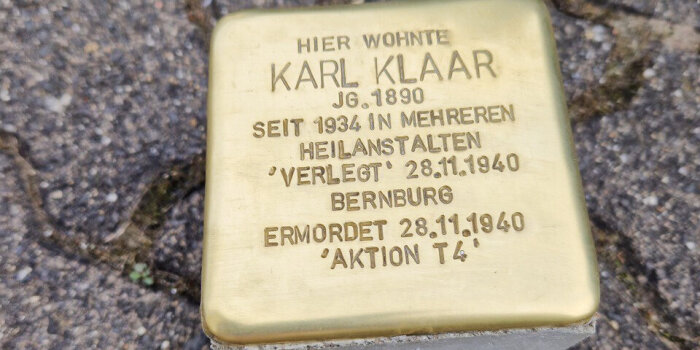 HIER WOHNTE
KARL KLAAR
JG. 1890
SEIT 1934 IN MEHREREN
HEILANSTALTEN
'VERLEGT' 28.11.1940
BERNBURG
ERMORDET 28.11.1940
'AKTION T4'